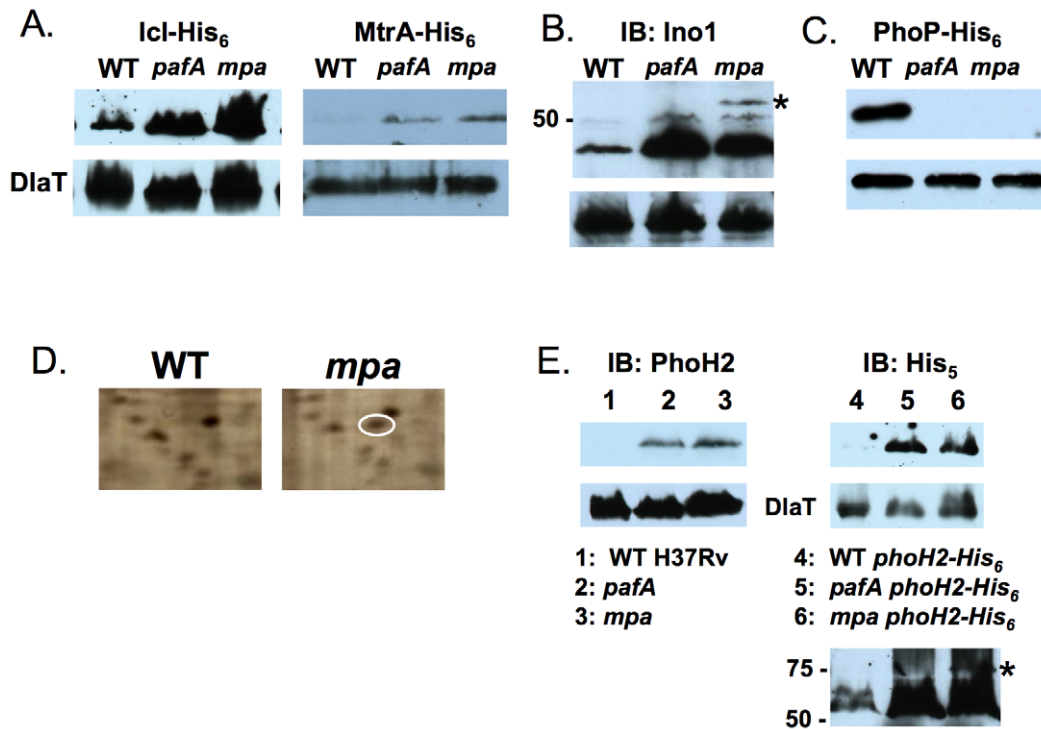 A.
Icl-His6
MtrA-His6
WT pafA mpa
WT pafA mpa
DlaT
B.
IB: Ino1
WT pafA mpa
50 -
*
C.
PhoP-His6
WT pafA mpa
D.
WT
mpa
E.
IB: PhoH2
IB: His5
1 2 3
4 5 6
DlaT
1: WT H37Rv
2: pafA
3: mpa
4: WT phoH2-His6
5: pafA phoH2-His6
6: mpa phoH2-His6
75 -
*
50 -